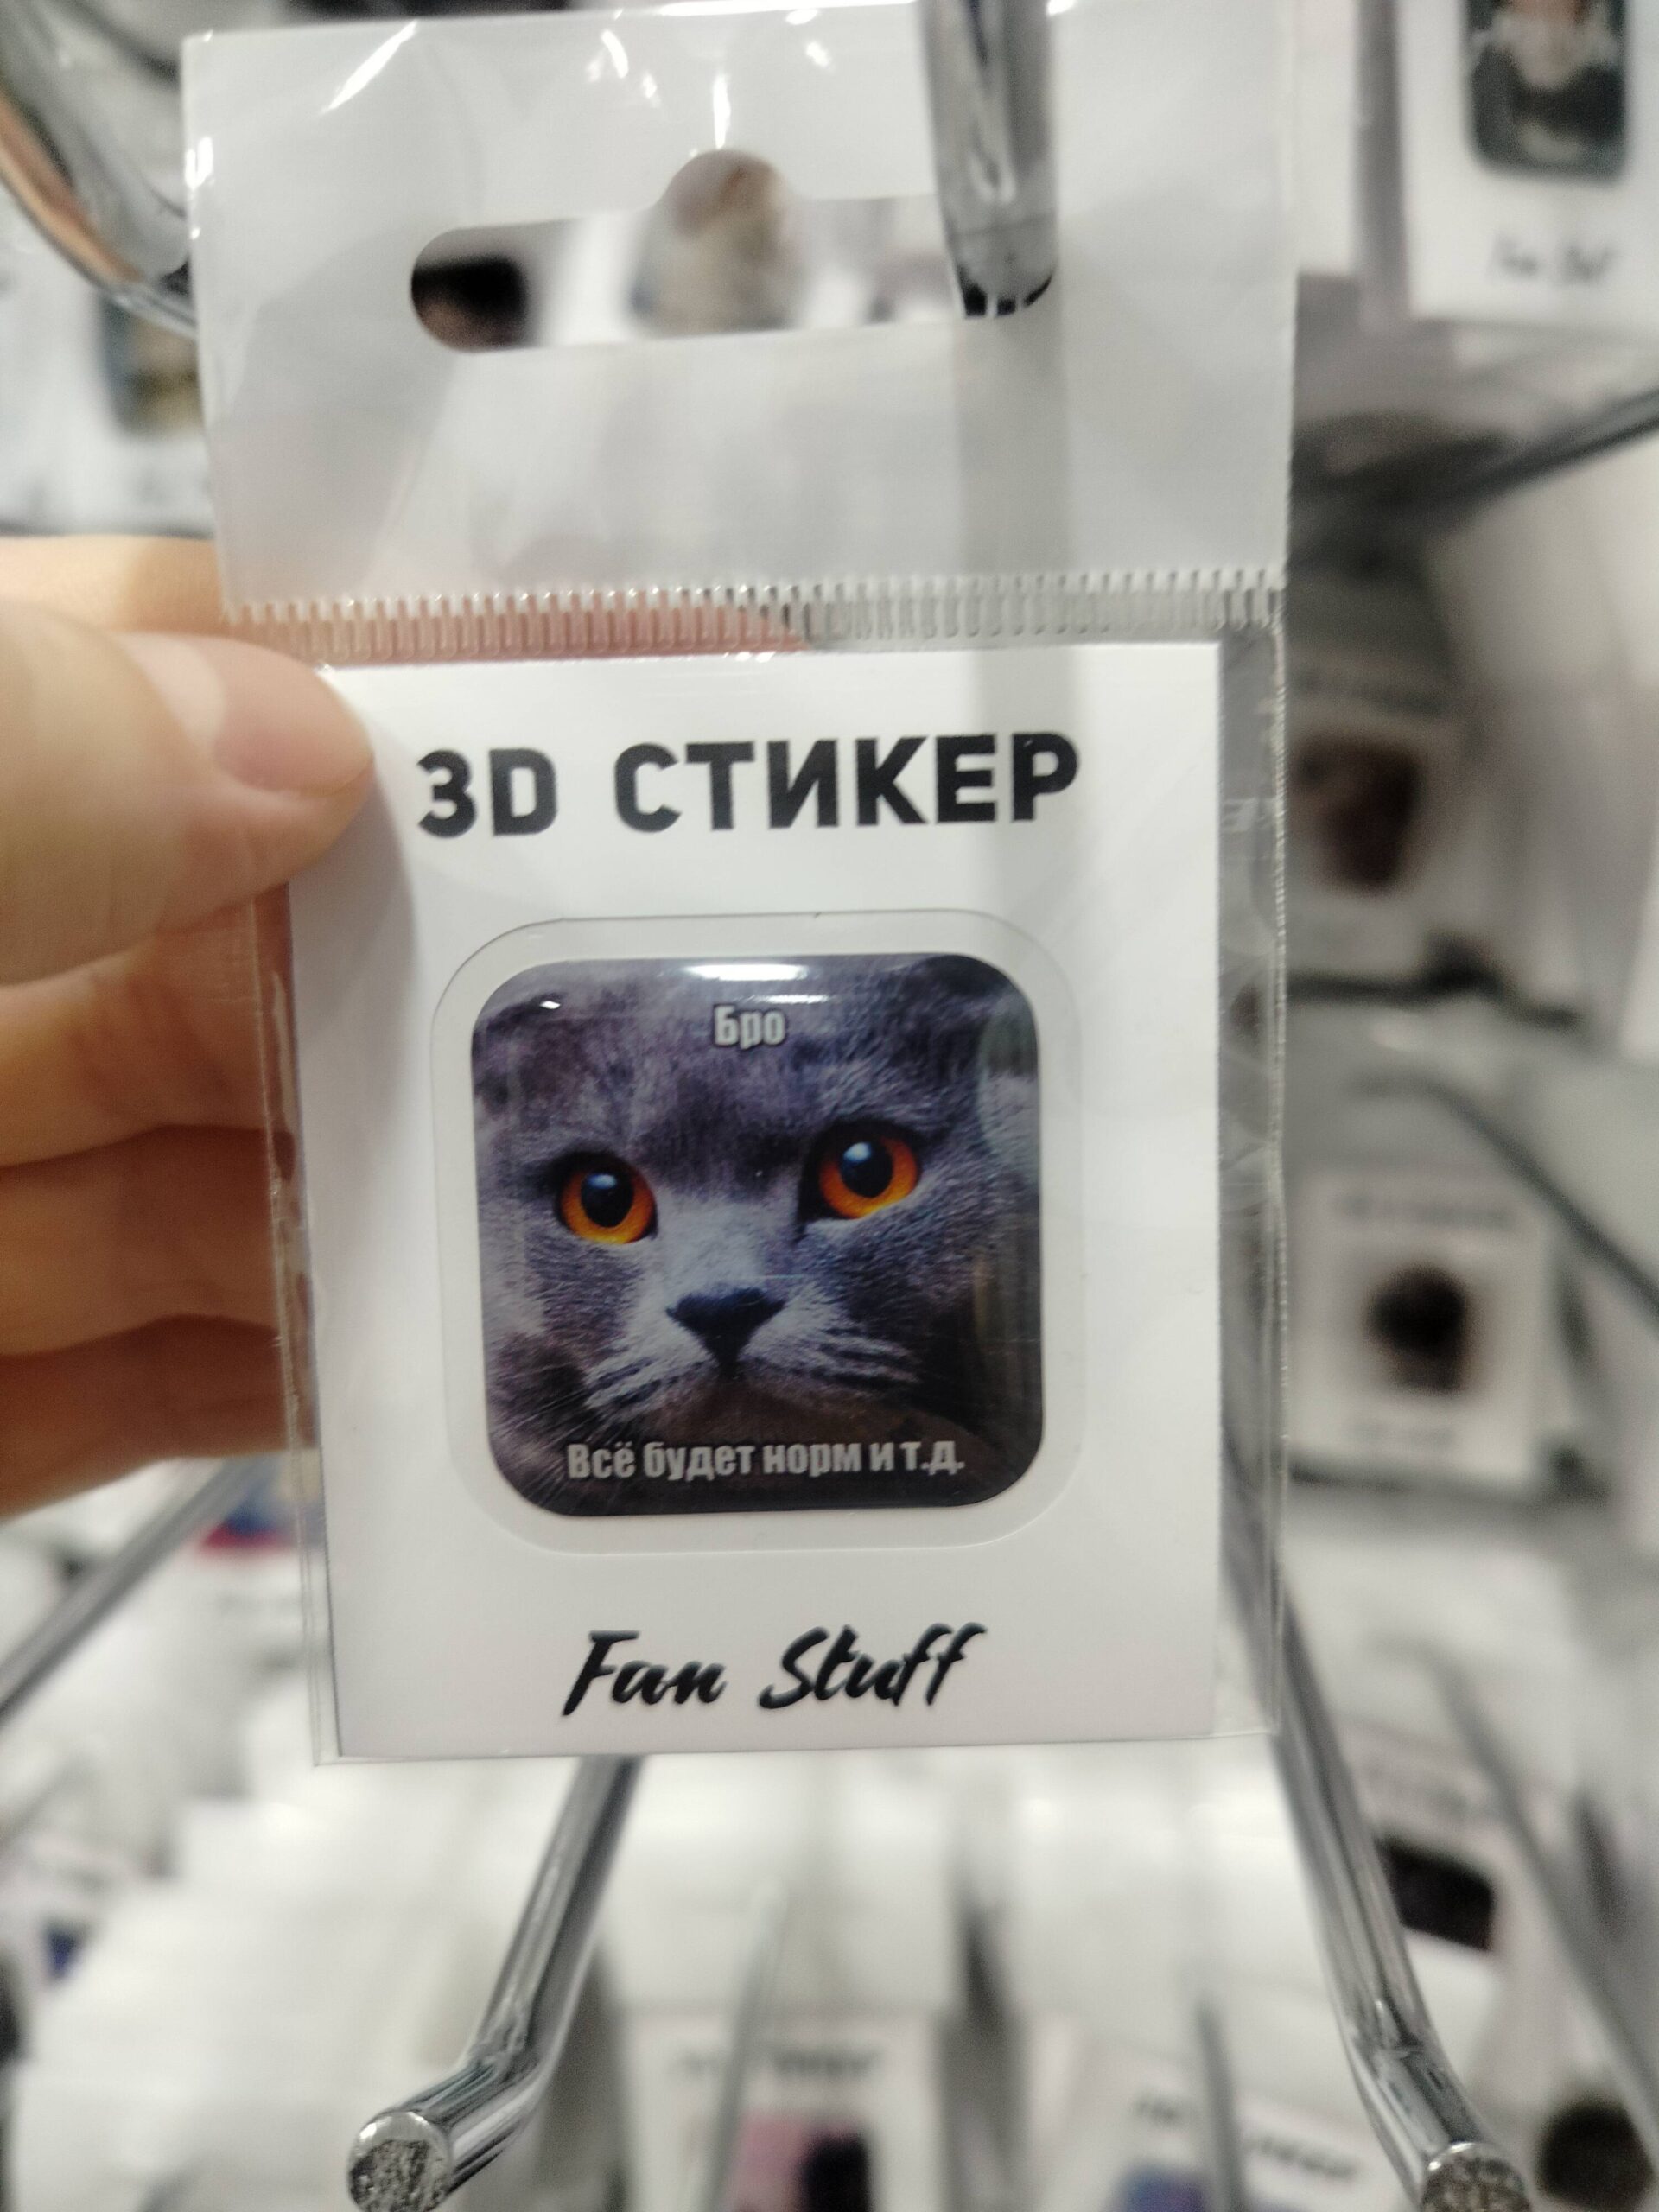 3D СТИКЕР
Бро
Всё будет норм и т.д.
Fan Stuff